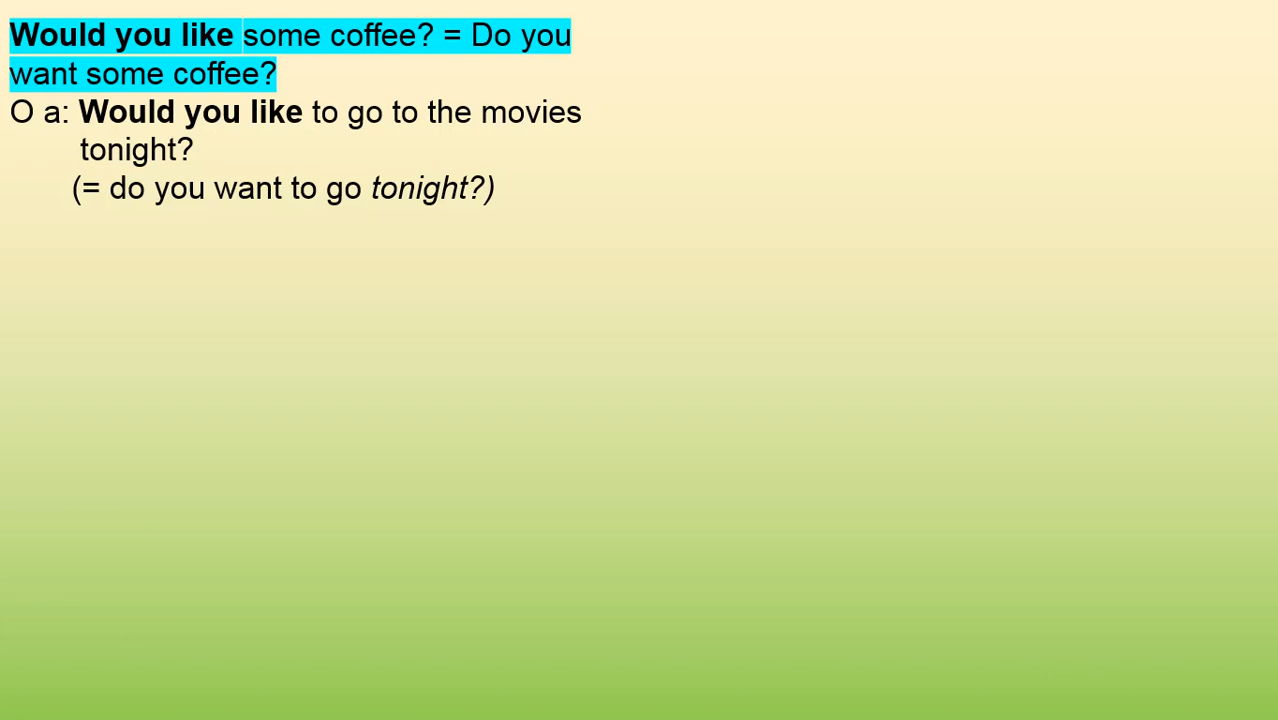 Would you like some coffee? = Do you
want some coffee?
O a: Would you like to go to the movies
tonight?
(= do you want to go tonight?)